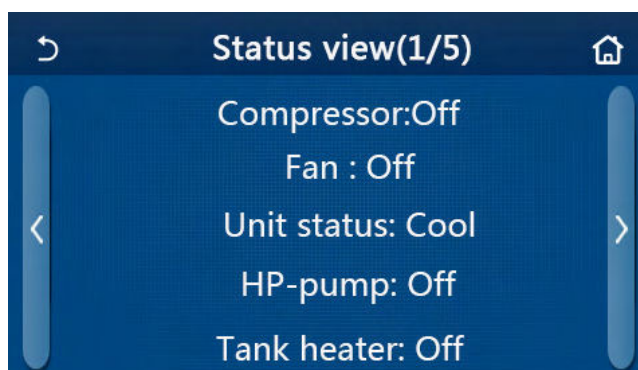 Status view(1/5)
Compressor:Off
Fan : Off
Unit status: Cool
HP-pump: Off
Tank heater: Off